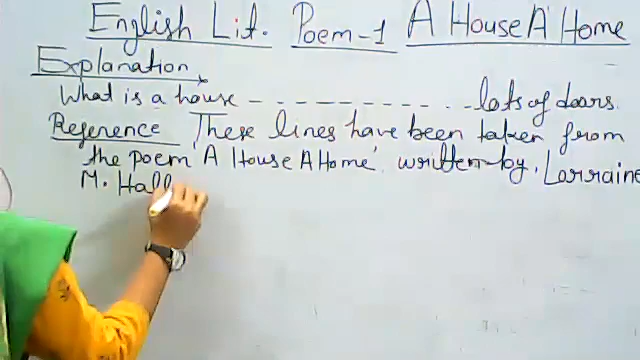 English Lit. Poem-1 A House A Home
Explanation
What is a house - - - - - - - - - - - lots of doors.
Reference These lines have been taken from
the poem 'A House A Home' written by, Lorraine
M. Hall